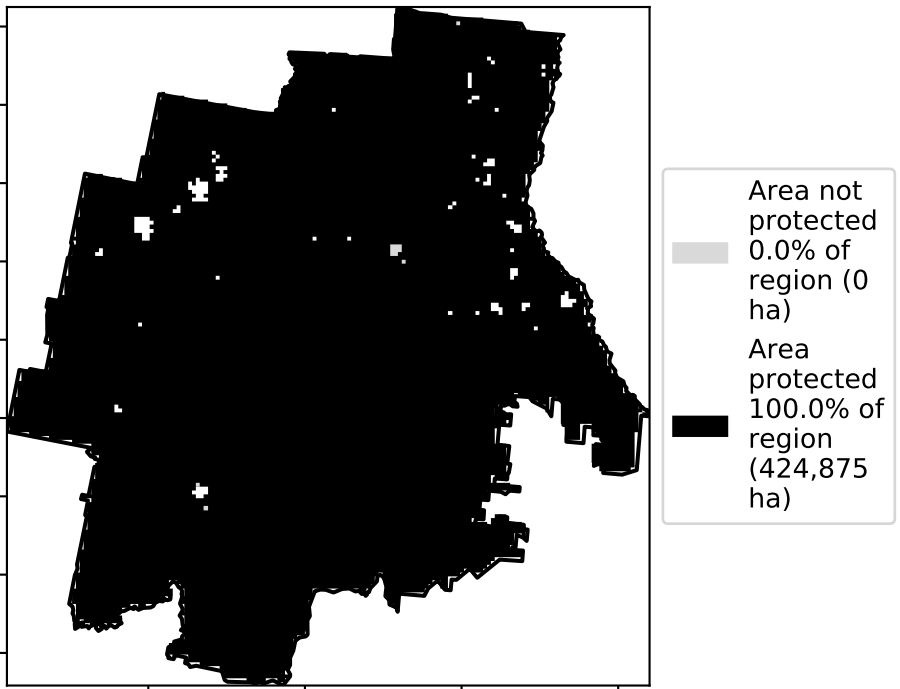 Area not
protected
0.0% of
region (0
ha)
Area
protected
100.0% of
region
(424,875
ha)